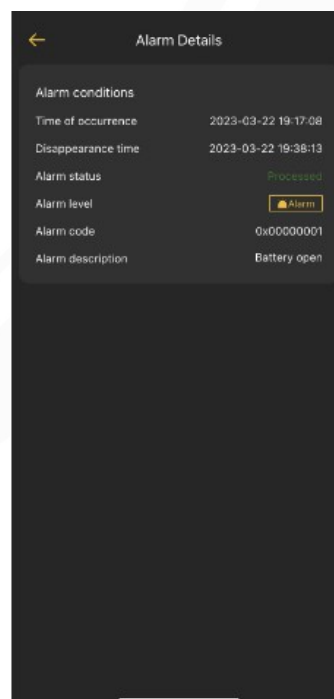 Alarm Details
Alarm conditions
Time of occurrence 2023-03-22 19:17:08
Disappearance time 2023-03-22 19:38:13
Alarm status Processed
Alarm level Alarm
Alarm code 0x00000001
Alarm description Battery open